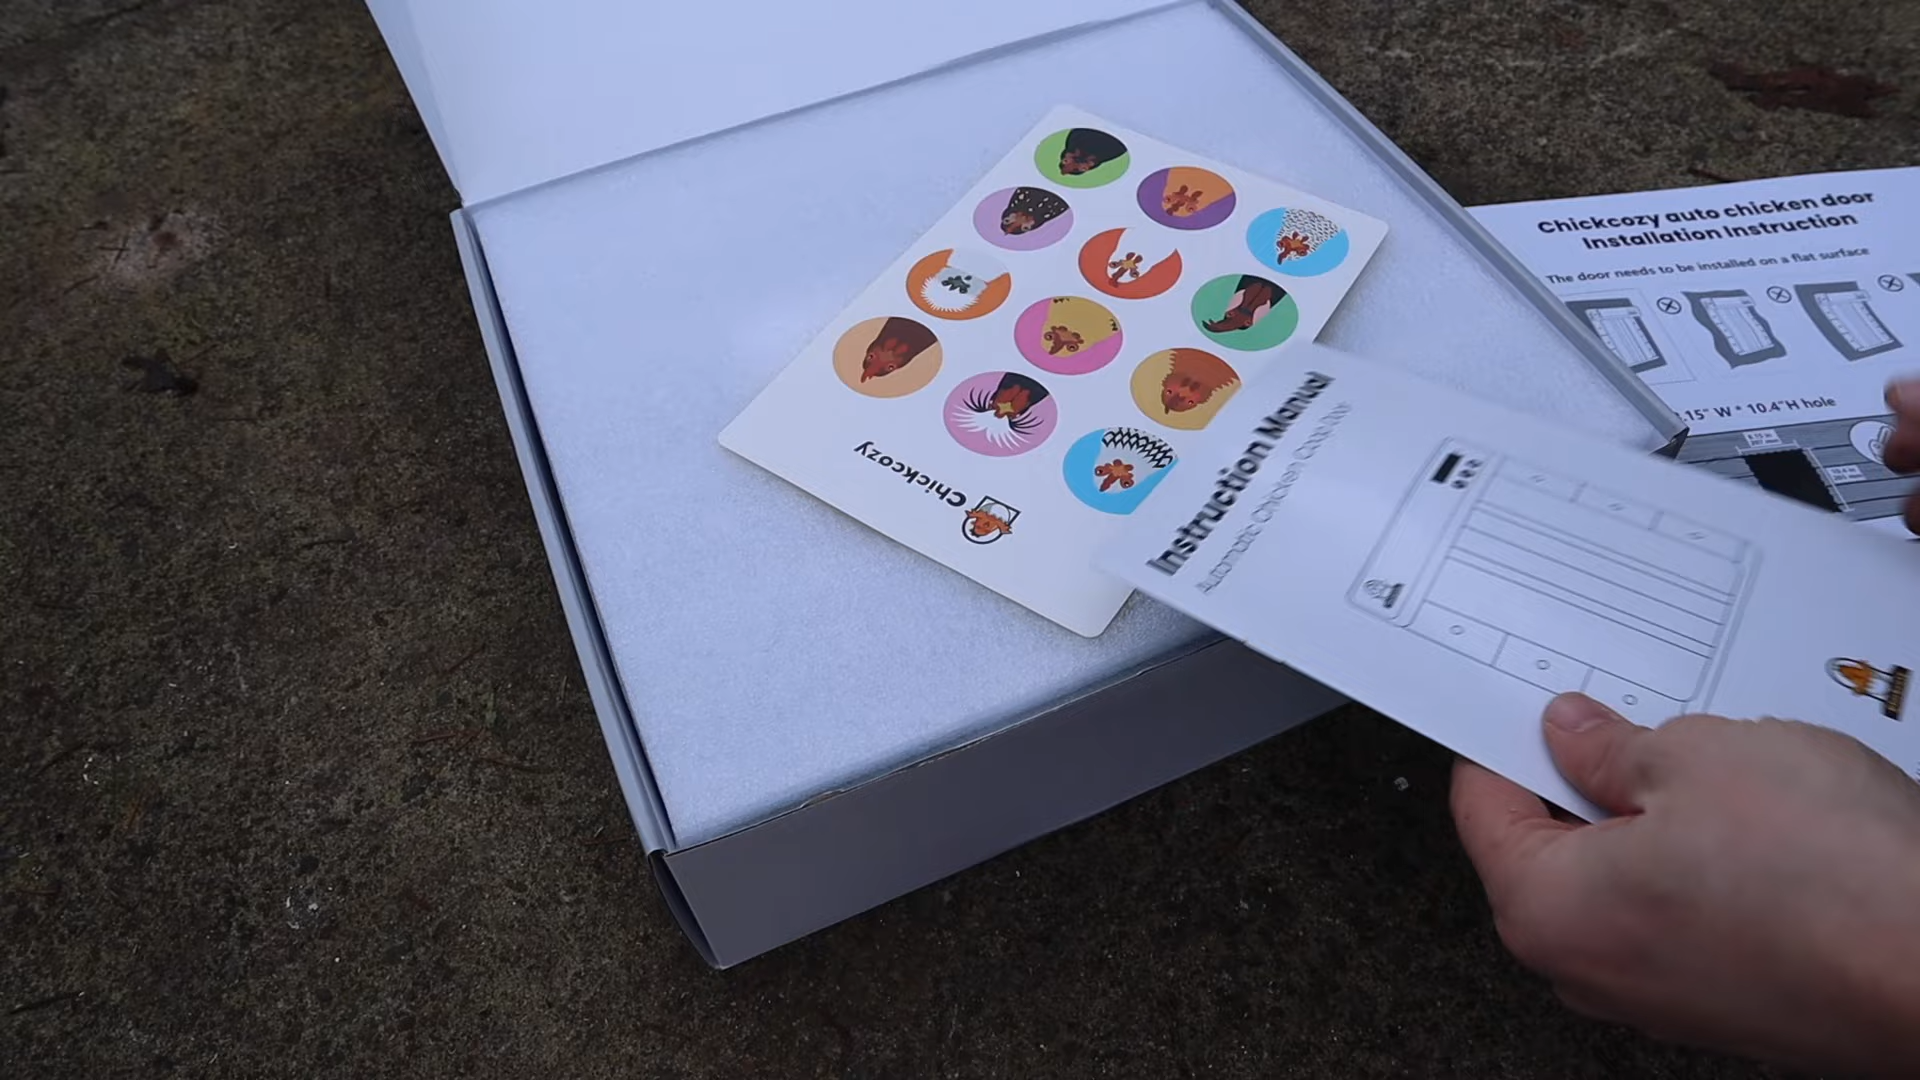 Chickcozy auto chicken door
Installation Instruction
The door needs to be installed on a flat surface
.15" W * 10.4"H hole
Chickcozy
Instruction Manual
Automatic Chicken Coop Door